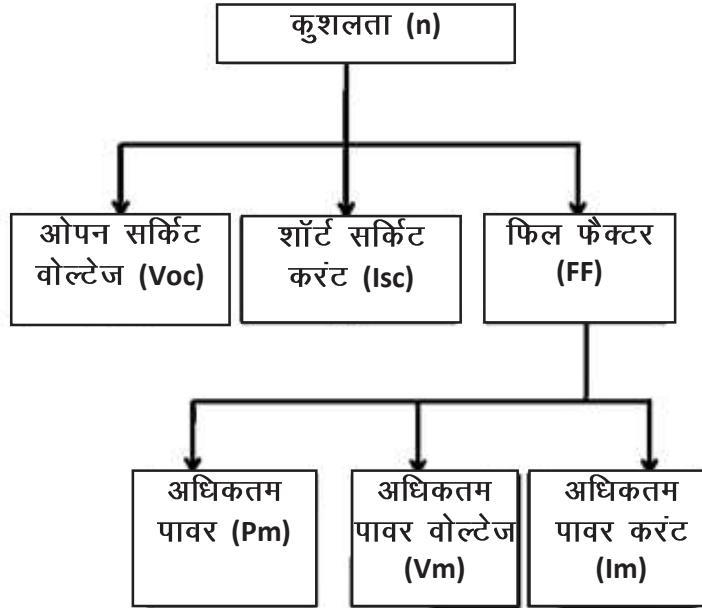 कुशलता (n)
ओपन सर्किट
वोल्टेज (Voc)
शॉर्ट सर्किट
करंट (Isc)
फिल फैक्टर
(FF)
अधिकतम
पावर (Pm)
अधिकतम
पावर वोल्टेज
(Vm)
अधिकतम
पावर करंट
(Im)